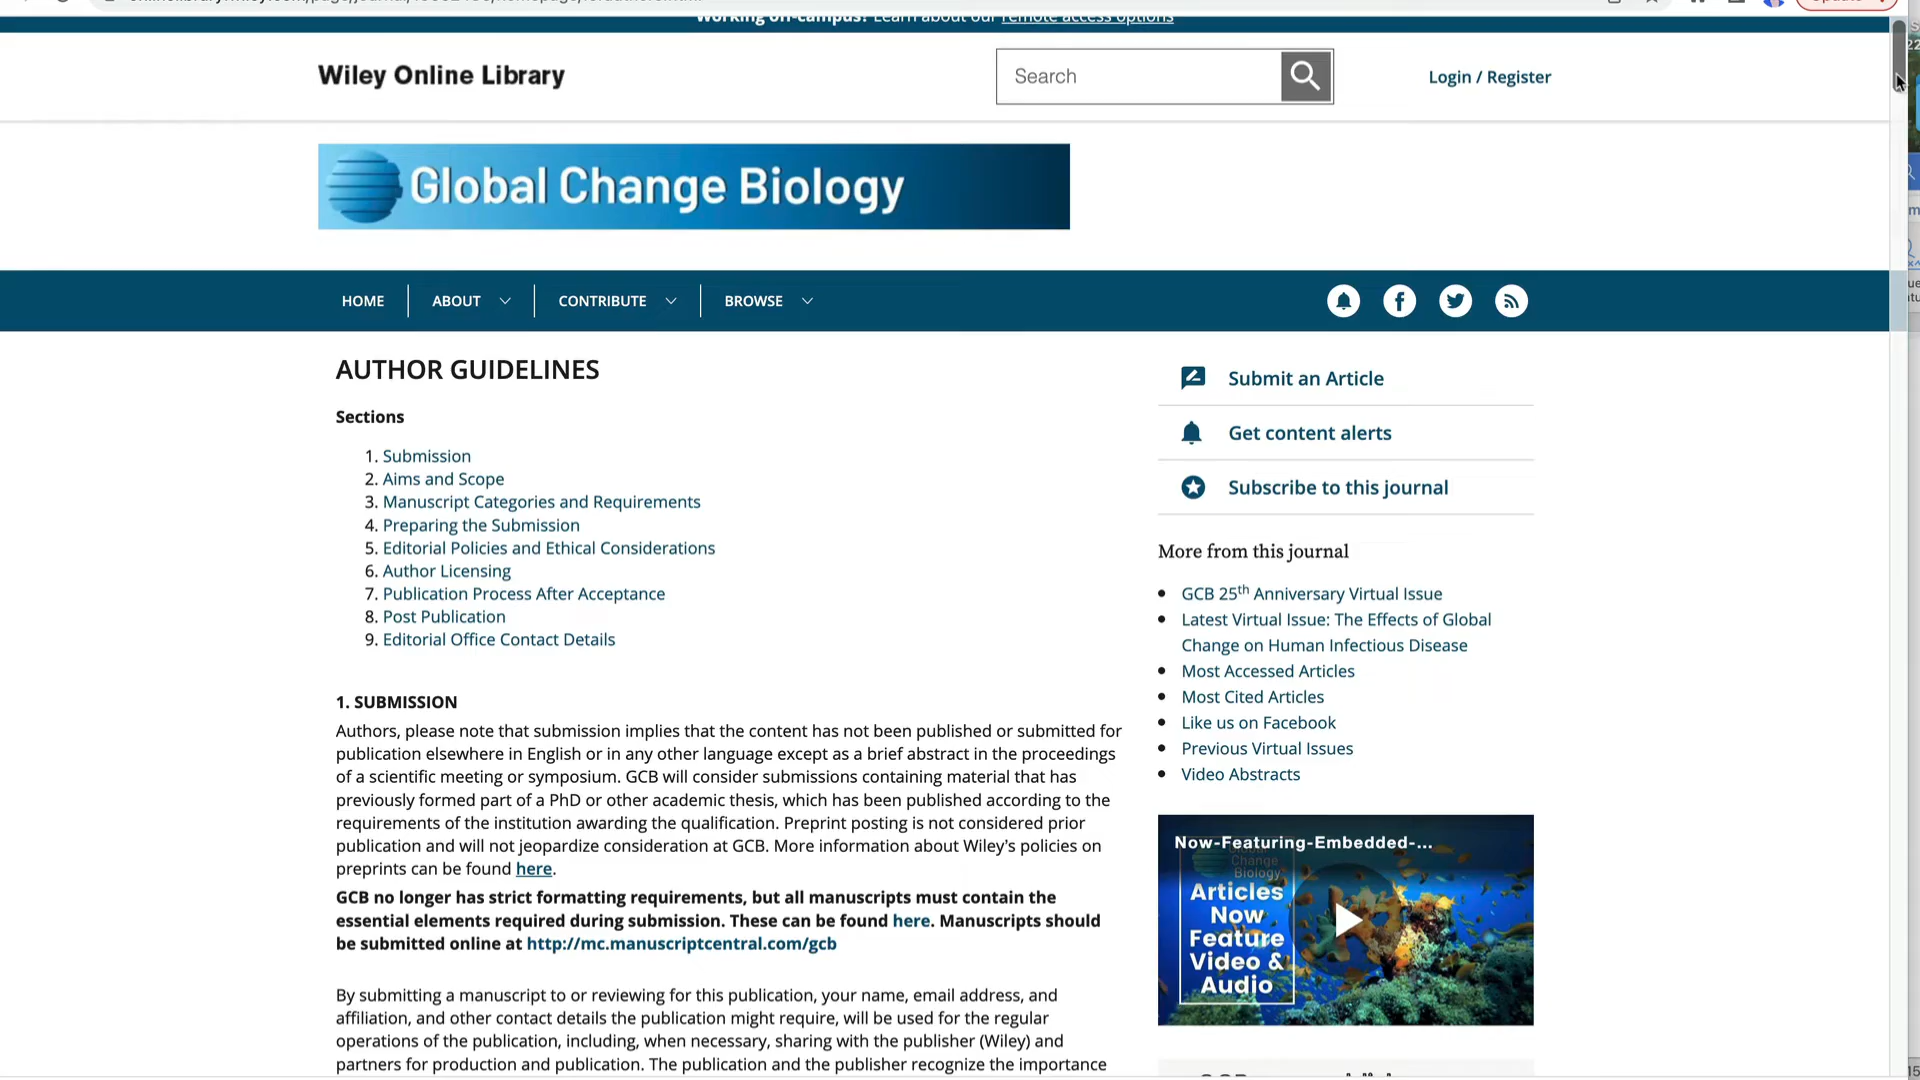 Working off-campus? Learn about our remote access options
Wiley Online Library
Search
Login / Register
Global Change Biology
HOME
ABOUT
CONTRIBUTE
BROWSE
AUTHOR GUIDELINES
Sections
1. Submission
2. Aims and Scope
3. Manuscript Categories and Requirements
4. Preparing the Submission
5. Editorial Policies and Ethical Considerations
6. Author Licensing
7. Publication Process After Acceptance
8. Post Publication
9. Editorial Office Contact Details
1. SUBMISSION
Authors, please note that submission implies that the content has not been published or submitted for
publication elsewhere in English or in any other language except as a brief abstract in the proceedings
of a scientific meeting or symposium. GCB will consider submissions containing material that has
previously formed part of a PhD or other academic thesis, which has been published according to the
requirements of the institution awarding the qualification. Preprint posting is not considered prior
publication and will not jeopardize consideration at GCB. More information about Wiley's policies on
preprints can be found here.
GCB no longer has strict formatting requirements, but all manuscripts must contain the
essential elements required during submission. These can be found here. Manuscripts should
be submitted online at http://mc.manuscriptcentral.com/gcb
By submitting a manuscript to or reviewing for this publication, your name, email address, and
affiliation, and other contact details the publication might require, will be used for the regular
operations of the publication, including, when necessary, sharing with the publisher (Wiley) and
partners for production and publication. The publication and the publisher recognize the importance
Submit an Article
Get content alerts
Subscribe to this journal
More from this journal
GCB 25th Anniversary Virtual Issue
Latest Virtual Issue: The Effects of Global
Change on Human Infectious Disease
Most Accessed Articles
Most Cited Articles
Like us on Facebook
Previous Virtual Issues
Video Abstracts
Now-Featuring-Embedded-...
Global
Change
Biology
Articles
Now
Feature
Video &
Audio